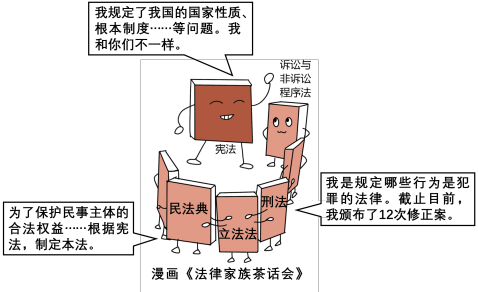 我规定了我国的国家性质、
根本制度……等问题。我
和你们不一样。
诉讼与
非诉讼
程序法
宪法
我是规定哪些行为是犯
罪的法律。截止目前，
我颁布了12次修正案。
民法典
刑法
立法法
为了保护民事主体的
合法权益……根据宪
法，制定本法。
漫画《法律家族茶话会》